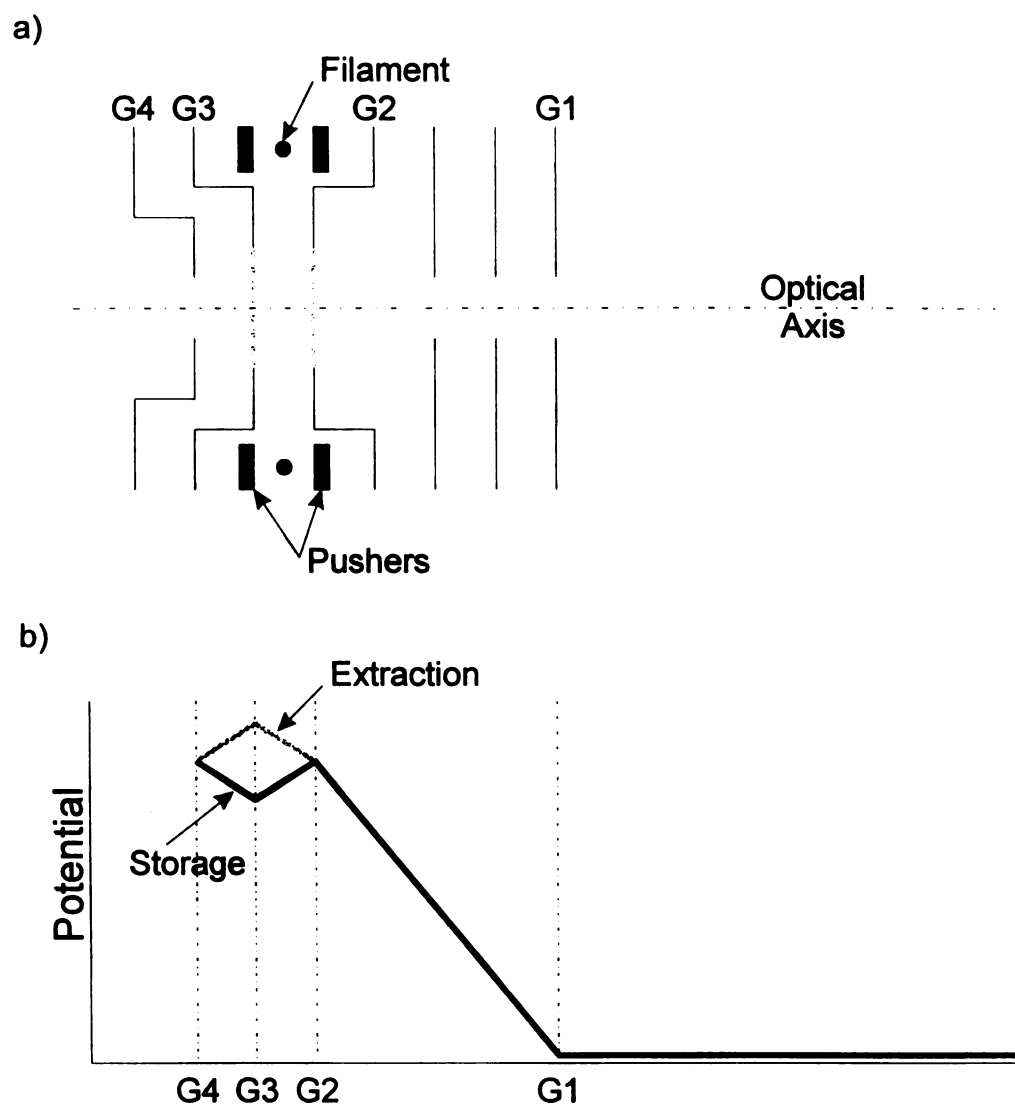 a)
Filament
G4 G3 G2 G1
Optical
Axis
Pushers
b)
Extraction
Storage
Potential
G4 G3 G2 G1